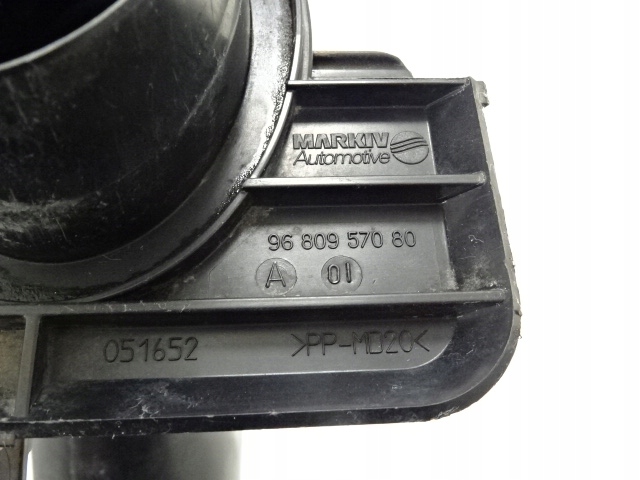 MARKIV
Automotive
96 809 570 80
A 01
051652 >PP-MD20<